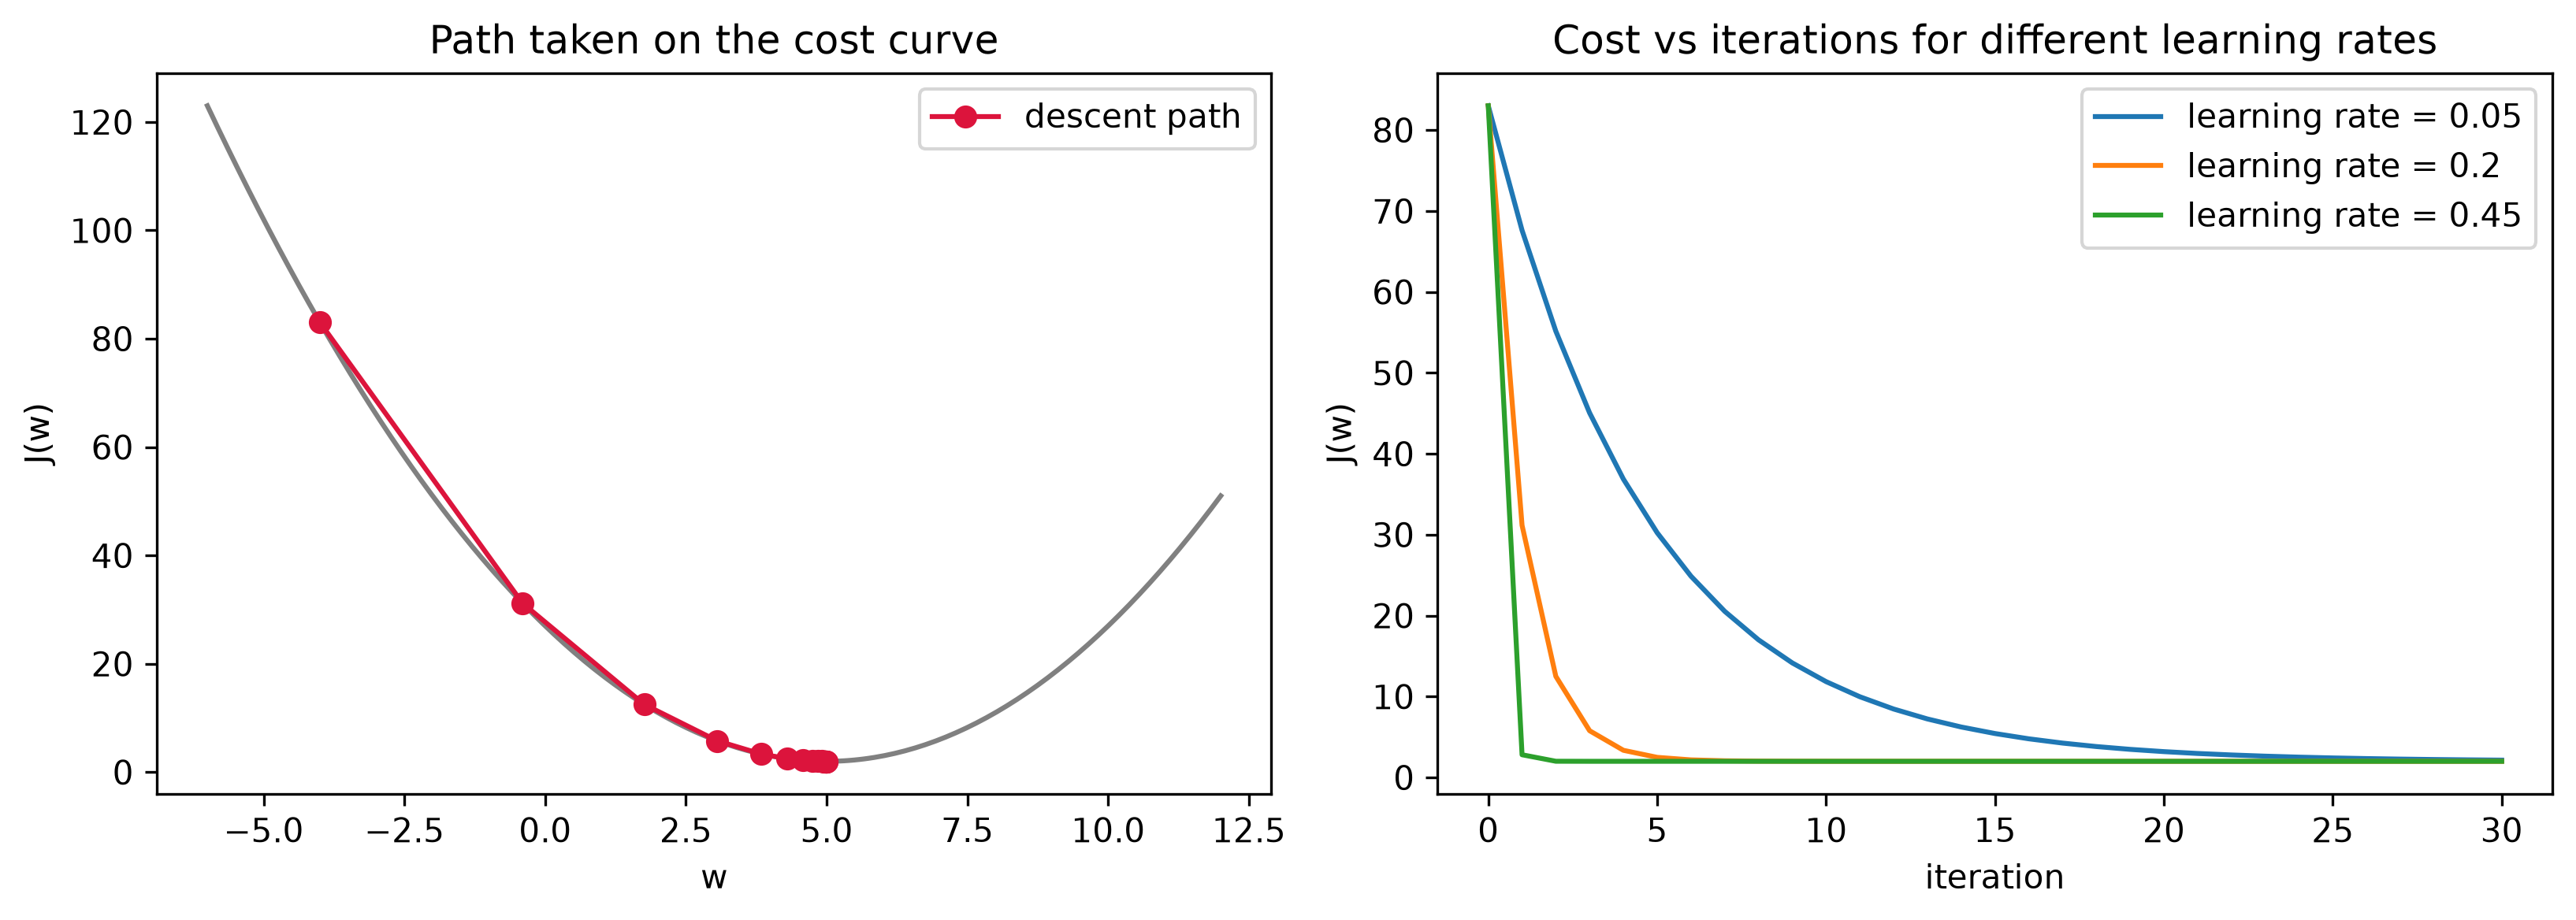 Path taken on the cost curve
descent path
120
100
80
60
40
20
0
J(w)
−5.0 −2.5 0.0 2.5 5.0 7.5 10.0 12.5
w
Cost vs iterations for different learning rates
learning rate = 0.05
learning rate = 0.2
learning rate = 0.45
80
70
60
50
40
30
20
10
0
J(w)
0 5 10 15 20 25 30
iteration